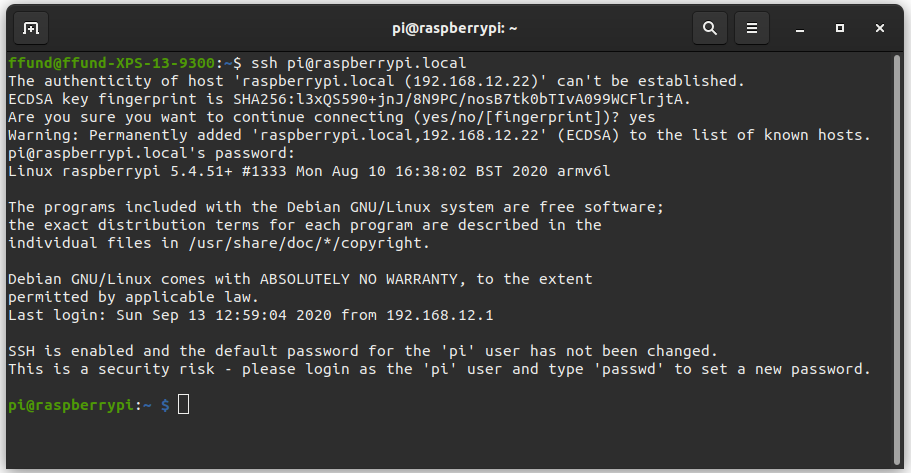 pi@raspberrypi: ~
ffund@ffund-XPS-13-9300:~$ ssh pi@raspberrypi.local
The authenticity of host 'raspberrypi.local (192.168.12.22)' can't be established.
ECDSA key fingerprint is SHA256:l3xQS590+jnJ/8N9PC/nosB7tk0bTIvA099WCFlrjtA.
Are you sure you want to continue connecting (yes/no/[fingerprint])? yes
Warning: Permanently added 'raspberrypi.local,192.168.12.22' (ECDSA) to the list of known hosts.
pi@raspberrypi.local's password:
Linux raspberrypi 5.4.51+ #1333 Mon Aug 10 16:38:02 BST 2020 armv6l
The programs included with the Debian GNU/Linux system are free software;
the exact distribution terms for each program are described in the
individual files in /usr/share/doc/*/copyright.
Debian GNU/Linux comes with ABSOLUTELY NO WARRANTY, to the extent
permitted by applicable law.
Last login: Sun Sep 13 12:59:04 2020 from 192.168.12.1
SSH is enabled and the default password for the 'pi' user has not been changed.
This is a security risk - please login as the 'pi' user and type 'passwd' to set a new password.
pi@raspberrypi:~ $